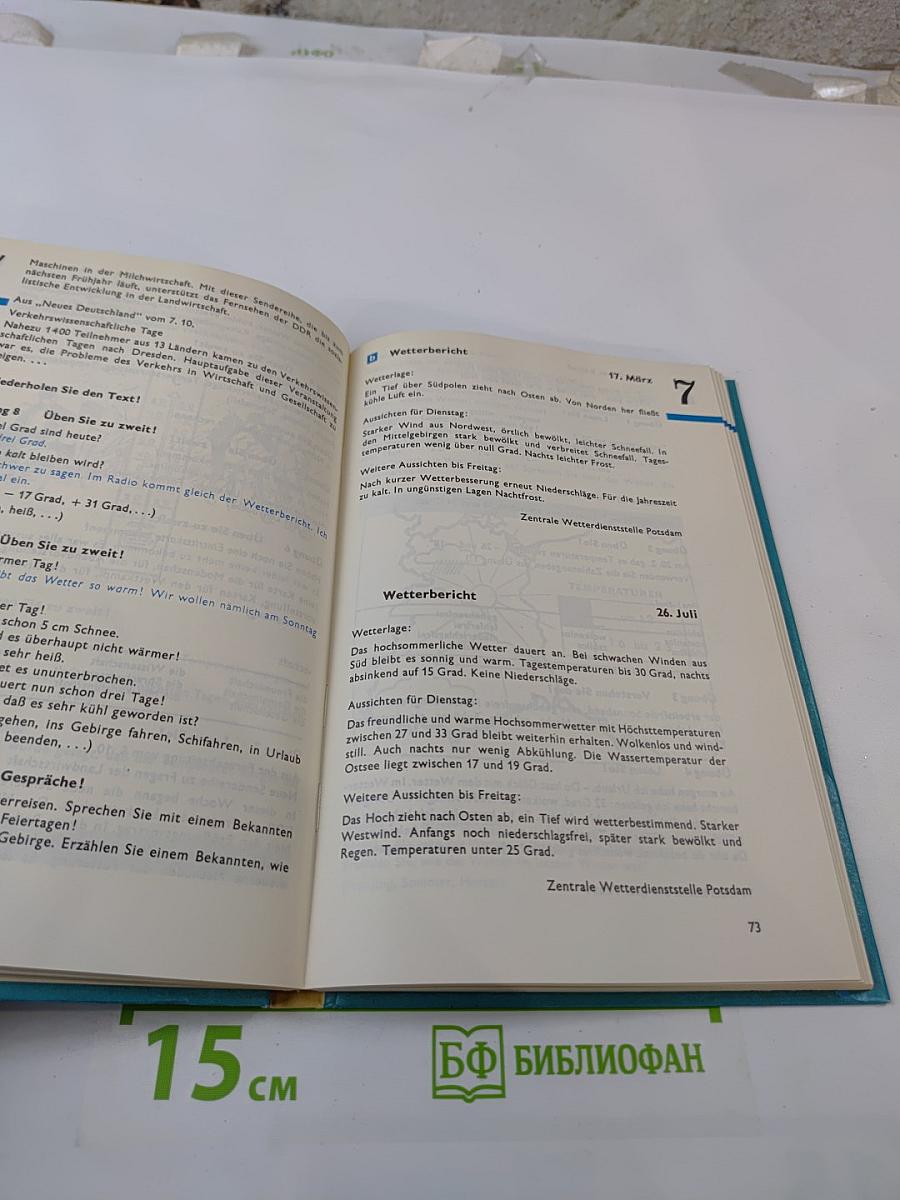 Maschinen in der Milchwirtschaft. Mit dieser Sendereihe, die bis zum
nächsten Frühjahr läuft, unterstützt das Fernsehen der DDR die sozia-
listische Entwicklung in der Landwirtschaft.
Aus „Neues Deutschland" vom 7. 10.
Verkehrswissenschaftliche Tage
Nahezu 1400 Teilnehmer aus 13 Ländern kamen zu den Verkehrswissen-
schaftlichen Tagen nach Dresden. Hauptaufgabe dieser Veranstaltung
war es, die Probleme des Verkehrs in Wirtschaft und Gesellschaft zu
eigen. ...
ederholen Sie den Text!
g 8 Üben Sie zu zweit!
el Grad sind heute?
drei Grad.
kalt bleiben wird?
chwer zu sagen. Im Radio kommt gleich der Wetterbericht. Ich
al ein.
— 17 Grad, + 31 Grad, ...)
, heiß, ...)
Üben Sie zu zweit!
rmer Tag!
bt das Wetter so warm! Wir wollen nämlich am Sonntag
er Tag!
schon 5 cm Schnee.
d es überhaupt nicht wärmer!
sehr heiß.
et es ununterbrochen.
uert nun schon drei Tage!
daß es sehr kühl geworden ist?
gehen, ins Gebirge fahren, Schifahren, in Urlaub
beenden, ...)
Gespräche!
erreisen. Sprechen Sie mit einem Bekannten
Feiertagen!
Gebirge. Erzählen Sie einem Bekannten, wie
b Wetterbericht
17. März
7
Wetterlage:
Ein Tief über Südpolen zieht nach Osten ab. Von Norden her fließt
kühle Luft ein.
Aussichten für Dienstag:
Starker Wind aus Nordwest, örtlich bewölkt, leichter Schneefall. In
den Mittelgebirgen stark bewölkt und verbreitet Schneefall. Tages-
temperaturen wenig über null Grad. Nachts leichter Frost.
Weitere Aussichten bis Freitag:
Nach kurzer Wetterbesserung erneut Niederschläge. Für die Jahreszeit
zu kalt. In ungünstigen Lagen Nachtfrost.
Zentrale Wetterdienststelle Potsdam
Wetterbericht
26. Juli
Wetterlage:
Das hochsommerliche Wetter dauert an. Bei schwachen Winden aus
Süd bleibt es sonnig und warm. Tagestemperaturen bis 30 Grad, nachts
absinkend auf 15 Grad. Keine Niederschläge.
Aussichten für Dienstag:
Das freundliche und warme Hochsommerwetter mit Höchsttemperaturen
zwischen 27 und 33 Grad bleibt weiterhin erhalten. Wolkenlos und wind-
still. Auch nachts nur wenig Abkühlung. Die Wassertemperatur der
Ostsee liegt zwischen 17 und 19 Grad.
Weitere Aussichten bis Freitag:
Das Hoch zieht nach Osten ab, ein Tief wird wetterbestimmend. Starker
Westwind. Anfangs noch niederschlagsfrei, später stark bewölkt und
Regen. Temperaturen unter 25 Grad.
Zentrale Wetterdienststelle Potsdam
73
15 см
БФ БИБЛИОФАН